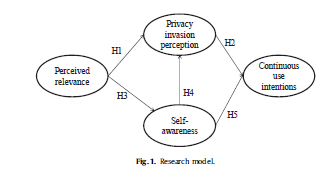 Privacy
invasion
perception
H1
H2
Perceived
relevance
Continuous
use
intentions
H3
H4
Self-
awareness
H5
Fig. 1. Research model.